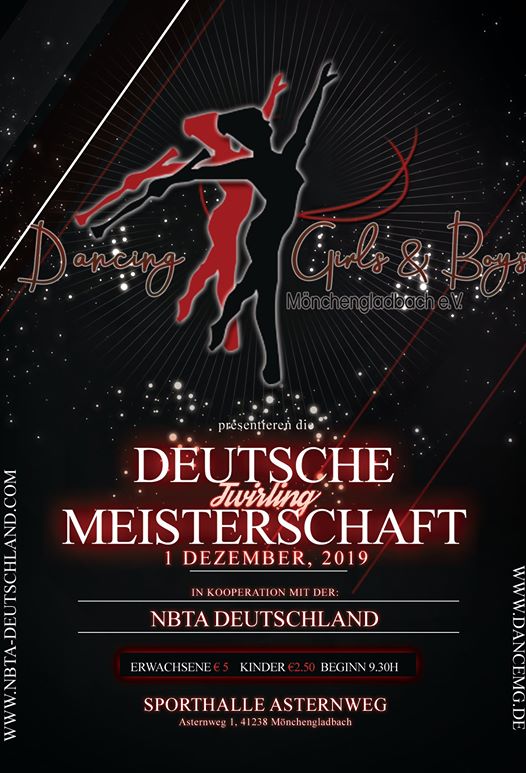 Dancing Girls & Boys
Mönchengladbach e.V.
präsentieren die
DEUTSCHE
Twirling
MEISTERSCHAFT
1 DEZEMBER, 2019
IN KOOPERATION MIT DER:
NBTA DEUTSCHLAND
ERWACHSENE € 5 KINDER €2.50 BEGINN 9.30H
SPORTHALLE ASTERNWEG
Asternweg 1, 41238 Mönchengladbach
WWW.NBTA-DEUTSCHLAND.COM
WWW.DANCEMG.DE